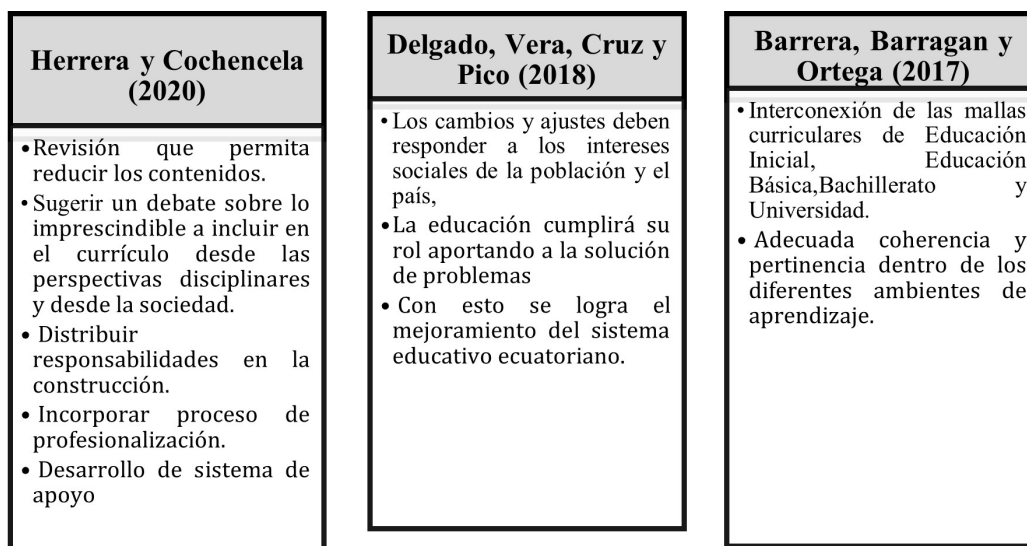 Herrera y Cochencela
(2020)
•Revisión que permita
reducir los contenidos.
• Sugerir un debate sobre lo
imprescindible a incluir en
el currículo desde las
perspectivas disciplinares
y desde la sociedad.
• Distribuir
responsabilidades en la
construcción.
• Incorporar proceso de
profesionalización.
• Desarrollo de sistema de
apoyo
Delgado, Vera, Cruz y
Pico (2018)
• Los cambios y ajustes deben
responder a los intereses
sociales de la población y el
país,
•La educación cumplirá su
rol aportando a la solución
de problemas
• Con esto se logra el
mejoramiento del sistema
educativo ecuatoriano.
Barrera, Barragan y
Ortega (2017)
•Interconexión de las mallas
curriculares de Educación
Inicial, Educación
Básica,Bachillerato y
Universidad.
• Adecuada coherencia y
pertinencia dentro de los
diferentes ambientes de
aprendizaje.